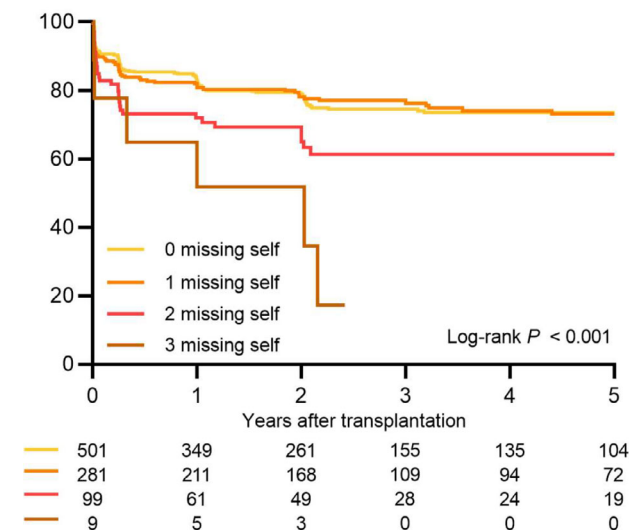 100
80
60
40
20
0
0 missing self
1 missing self
2 missing self
3 missing self
Log-rank P < 0.001
0 1 2 3 4 5
Years after transplantation
501 349 261 155 135 104
281 211 168 109 94 72
99 61 49 28 24 19
9 5 3 0 0 0